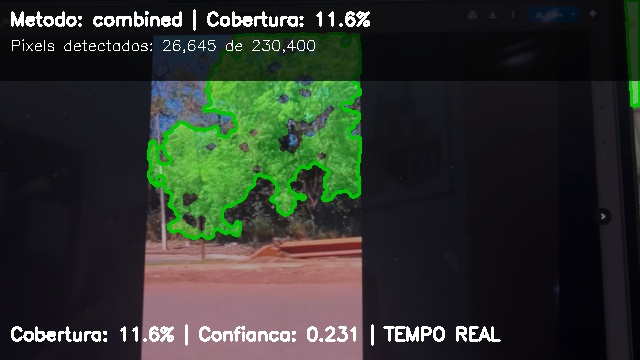 Metodo: combined | Cobertura: 11.6%
Pixels detectados: 26,645 de 230,400
Cobertura: 11.6% | Confianca: 0.231 | TEMPO REAL